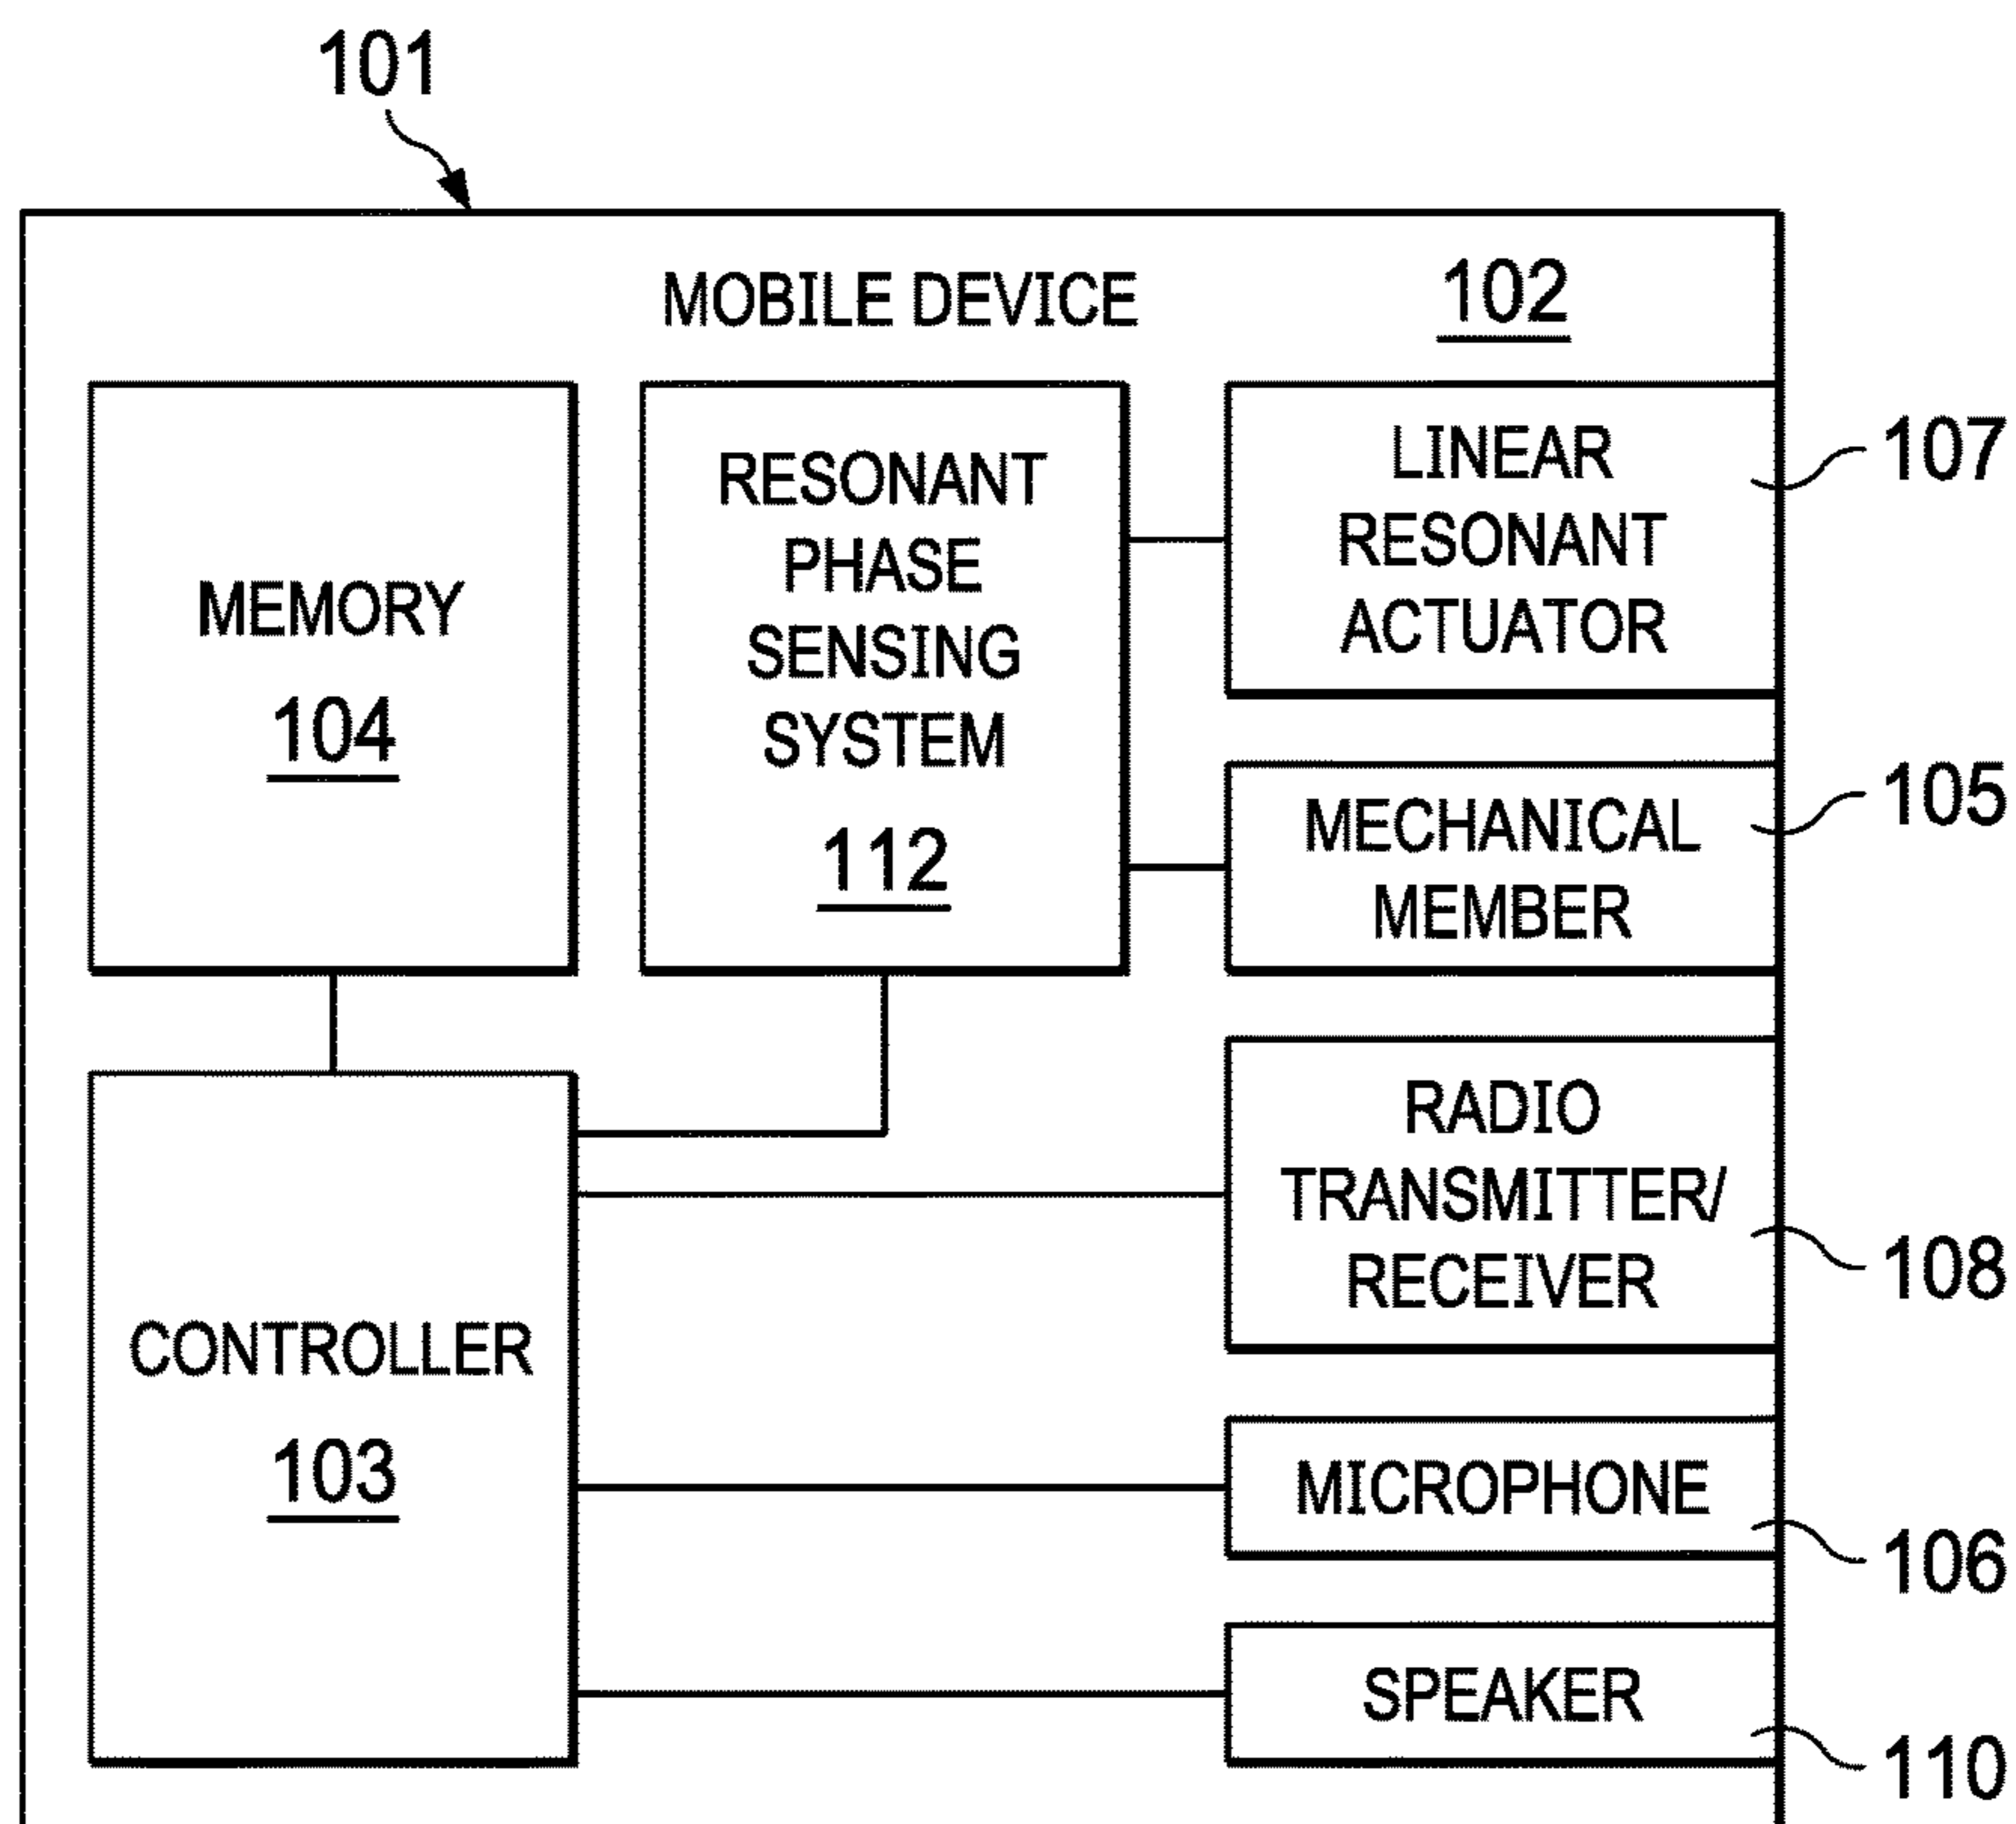 101
MOBILE DEVICE 102
MEMORY
104
RESONANT
PHASE
SENSING
SYSTEM
112
LINEAR
RESONANT
ACTUATOR
107
MECHANICAL
MEMBER
105
CONTROLLER
103
RADIO
TRANSMITTER/
RECEIVER
108
MICROPHONE
106
SPEAKER
110